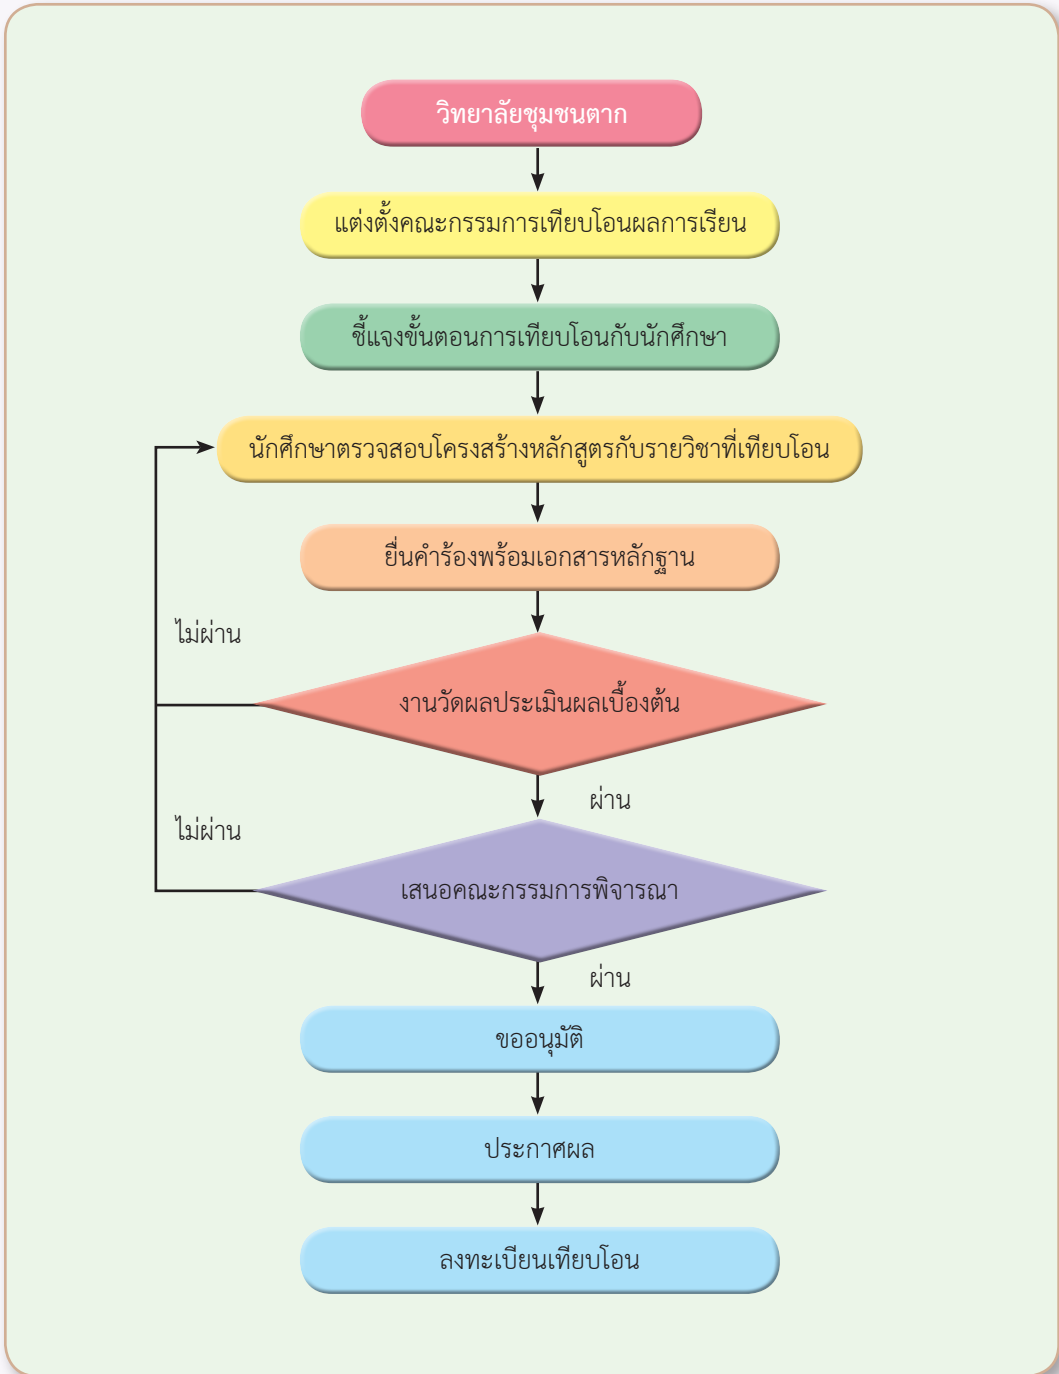 วิทยาลัยชุมชนตาก
แต่งตั้งคณะกรรมการเทียบโอนผลการเรียน
ชี้แจงขั้นตอนการเทียบโอนกับนักศึกษา
นักศึกษาตรวจสอบโครงสร้างหลักสูตรกับรายวิชาที่เทียบโอน
ยื่นคำร้องพร้อมเอกสารหลักฐาน
ไม่ผ่าน
งานวัดผลประเมินผลเบื้องต้น
ผ่าน
ไม่ผ่าน
เสนอคณะกรรมการพิจารณา
ผ่าน
ขออนุมัติ
ประกาศผล
ลงทะเบียนเทียบโอน